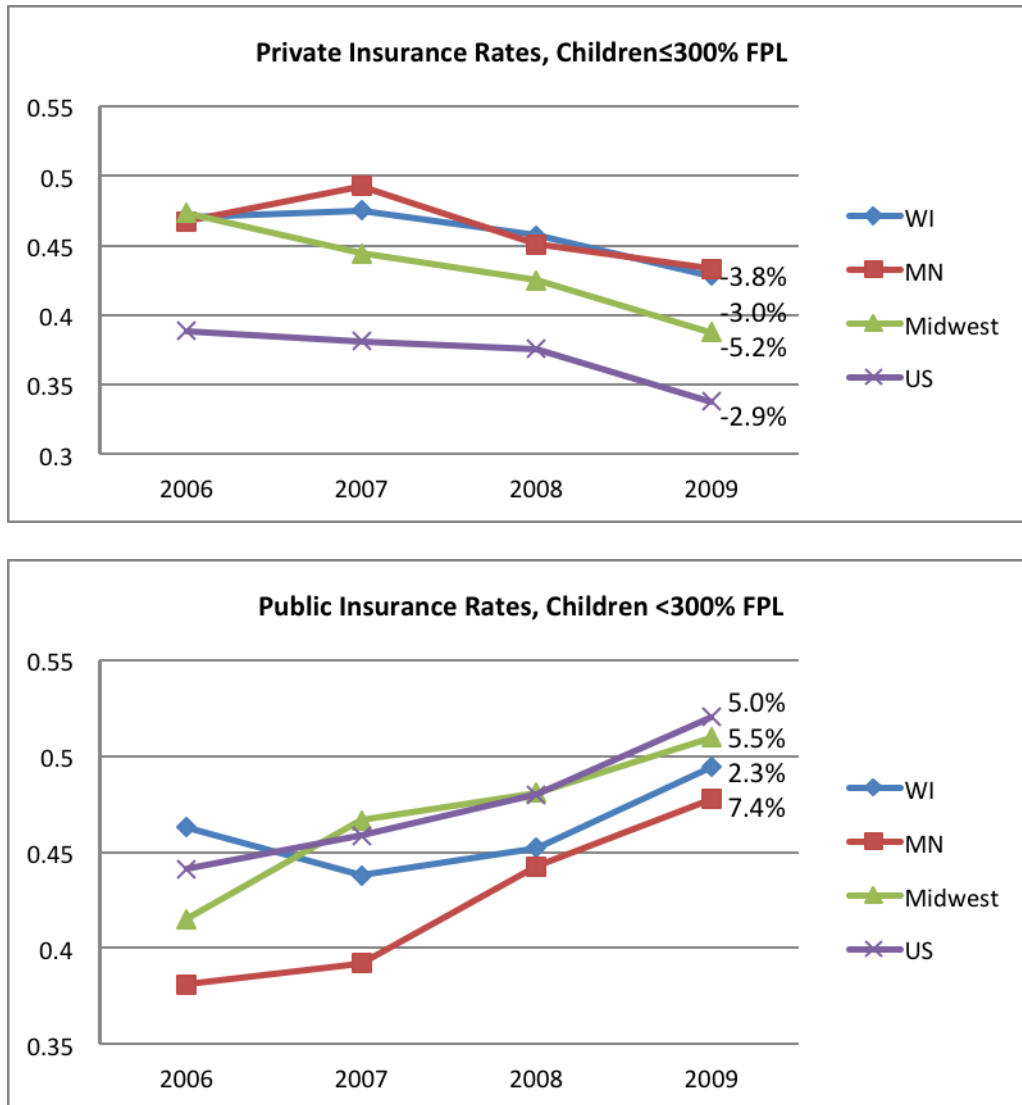 Private Insurance Rates, Children≤300% FPL
0.55
0.5
0.45
0.4
0.35
0.3
-3.8%
-3.0%
-5.2%
-2.9%
2006 2007 2008 2009
WI
MN
Midwest
US
Public Insurance Rates, Children <300% FPL
0.55
0.5
0.45
0.4
0.35
5.0%
5.5%
2.3%
7.4%
2006 2007 2008 2009
WI
MN
Midwest
US